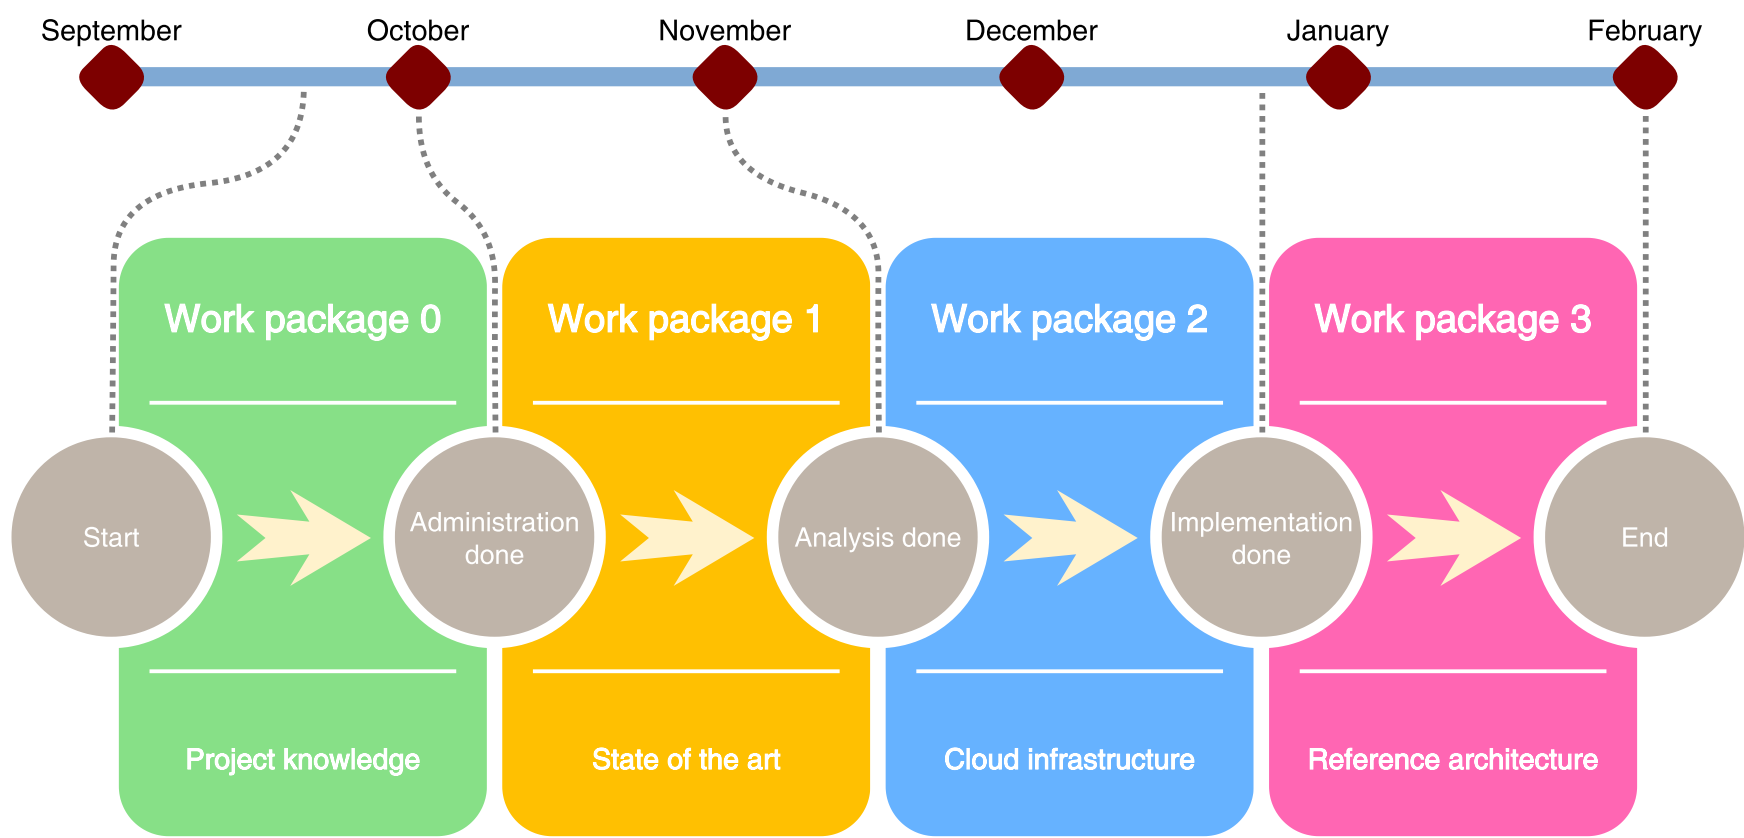 September
October
November
December
January
February
Work package 0
Work package 1
Work package 2
Work package 3
Start
Administration
done
Analysis done
Implementation
done
End
Project knowledge
State of the art
Cloud infrastructure
Reference architecture